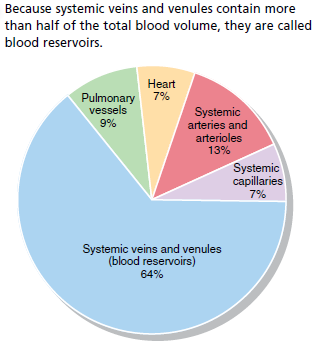 Because systemic veins and venules contain more
than half of the total blood volume, they are called
blood reservoirs.
Heart
7%
Pulmonary
vessels
9%
Systemic
arteries and
arterioles
13%
Systemic
capillaries
7%
Systemic veins and venules
(blood reservoirs)
64%